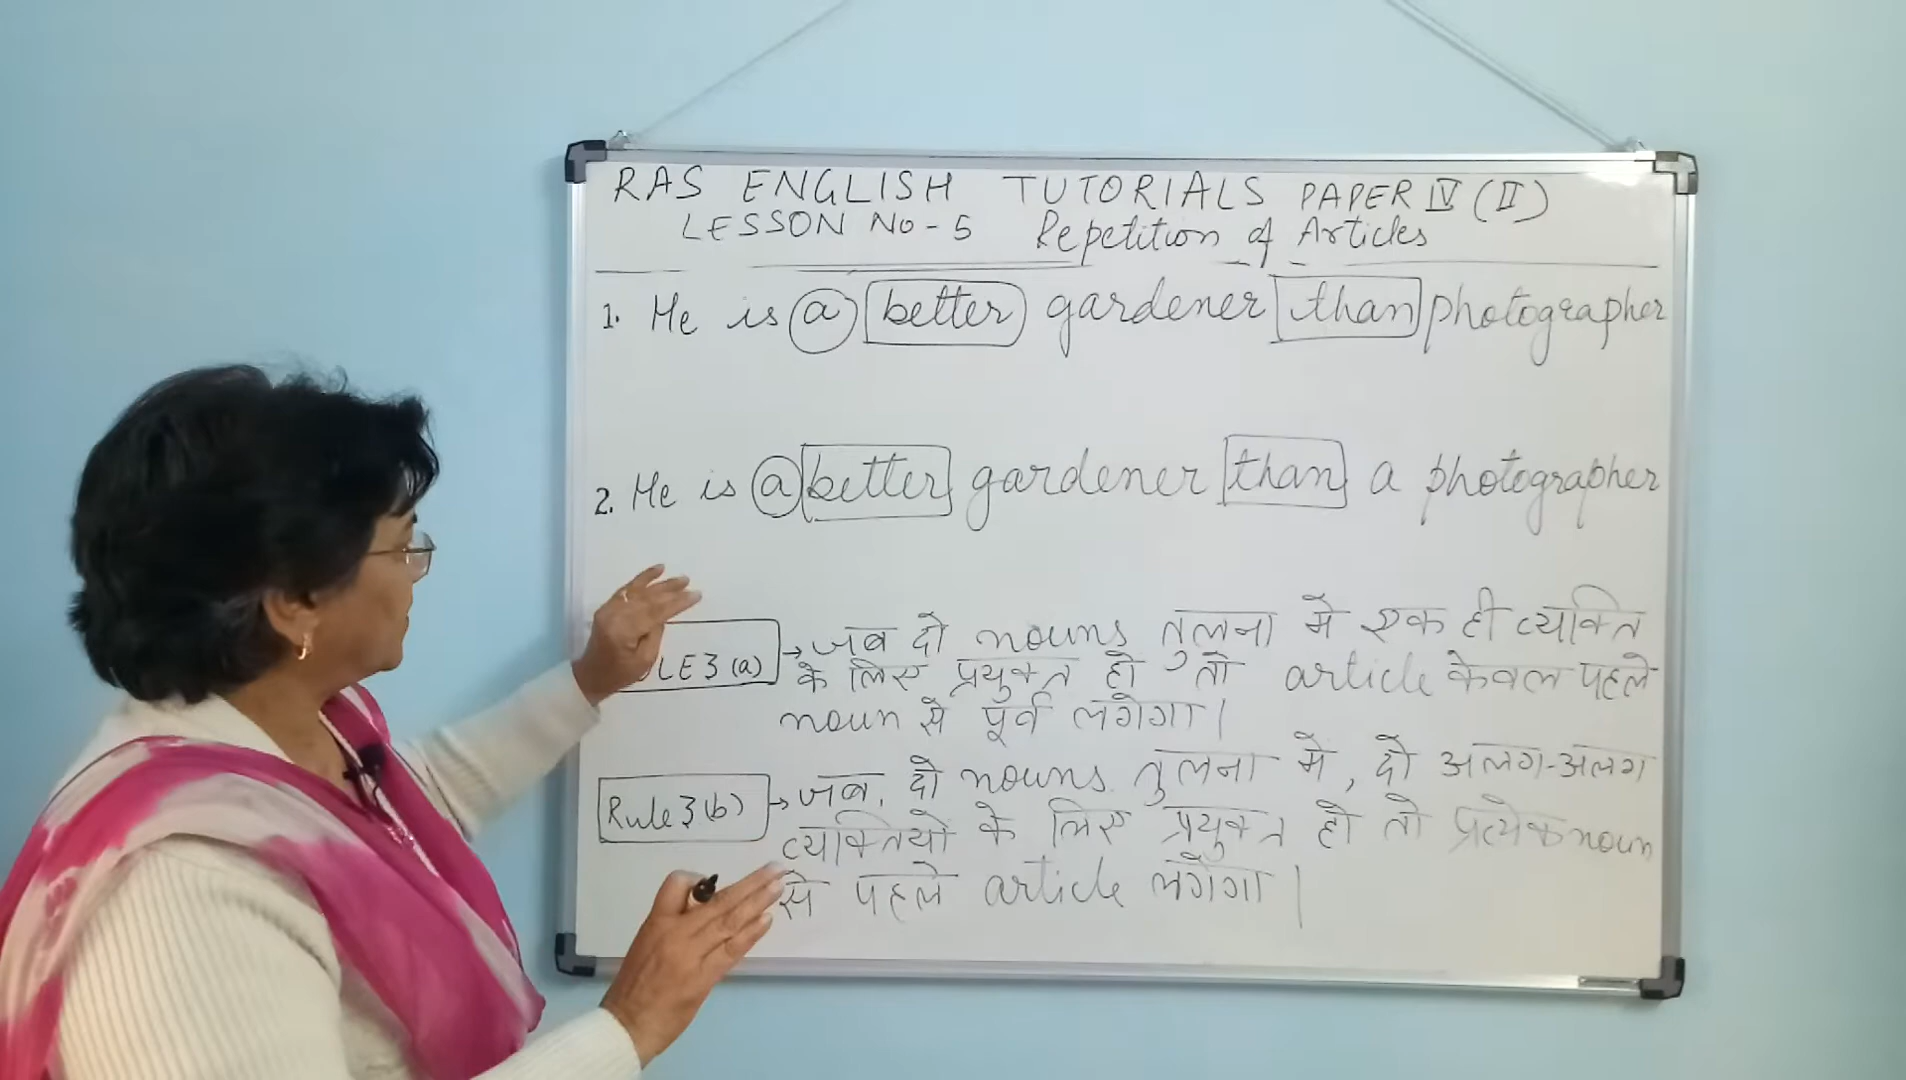 RAS ENGLISH TUTORIALS PAPER IV (II)
LESSON No - 5 Repetition of Articles
1. He is a better gardener than photographer
2. He is a better gardener than a photographer
ULE 3 (a) → जब दो nouns तुलना मे एक ही व्यक्ति
के लिए प्रयुक्त हो तो article केवल पहले
noun से पूर्व लगेगा।
Rule 3(b) → जब, दो nouns तुलना मे, दो अलग-अलग
व्यक्तियो के लिए प्रयुक्त हो तो प्रत्येक noun
से पहले article लगेगा।